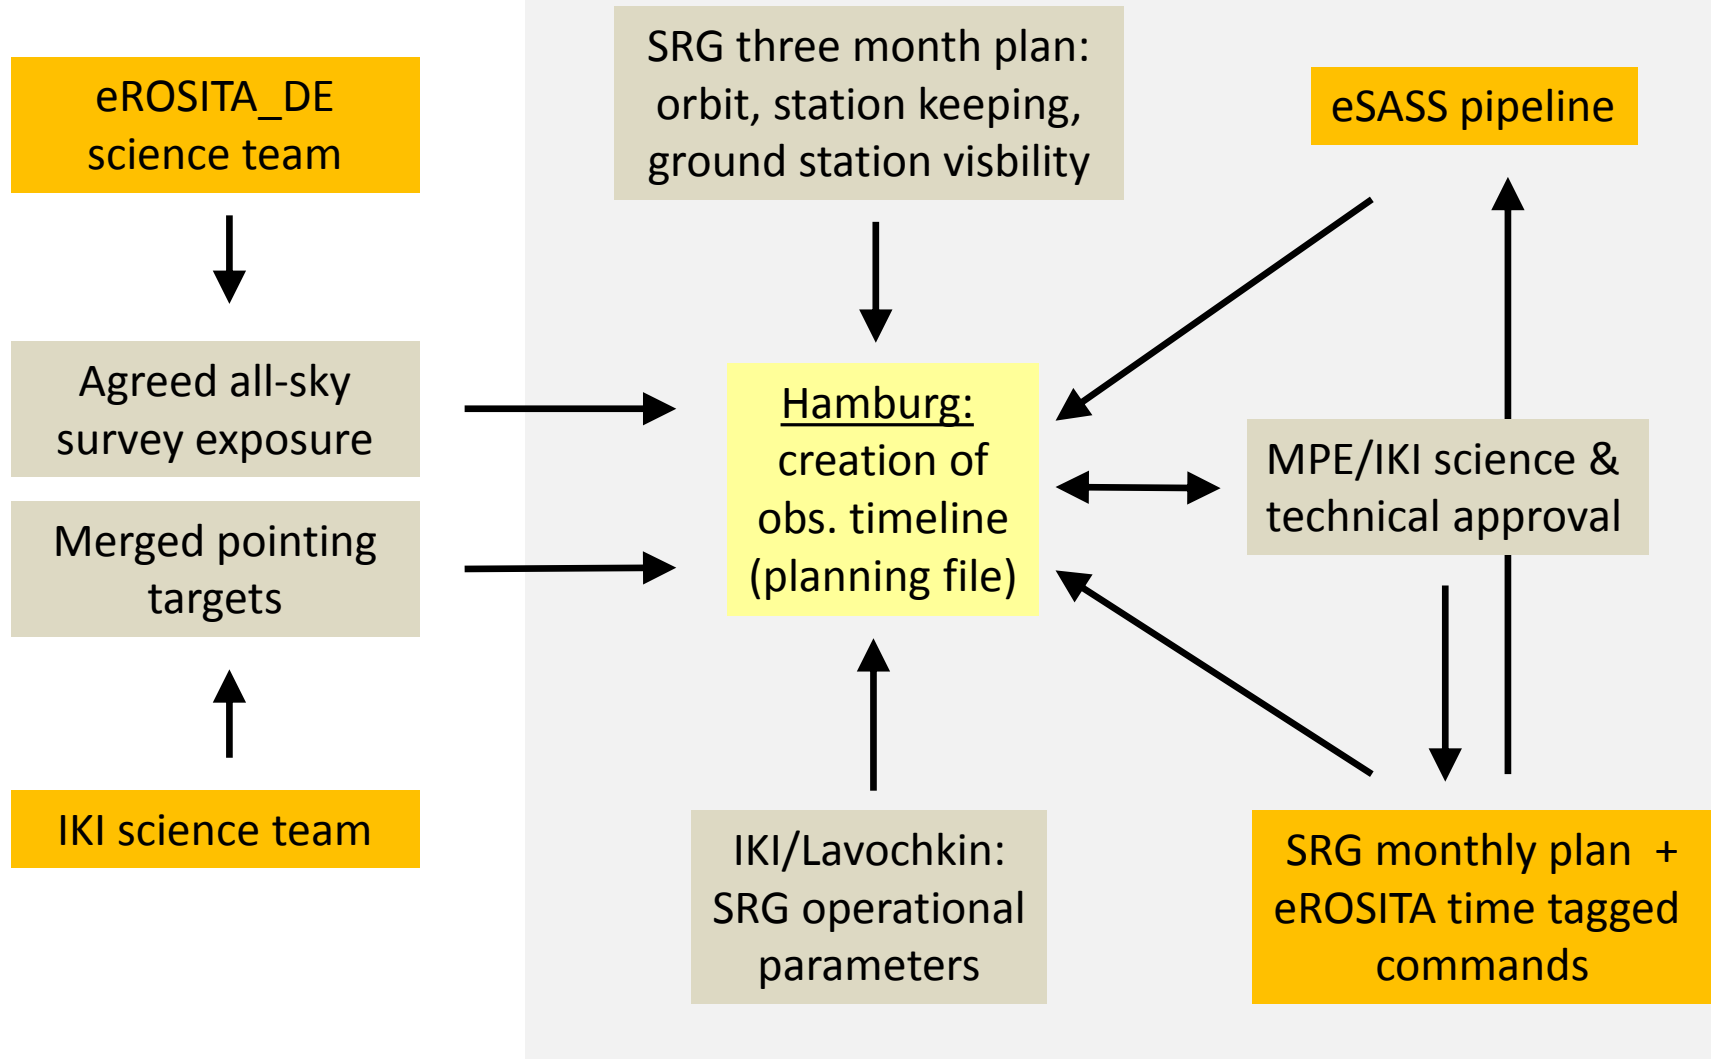 eROSITA_DE
science team
SRG three month plan:
orbit, station keeping,
ground station visbility
eSASS pipeline
Agreed all-sky
survey exposure
Merged pointing
targets
Hamburg:
creation of
obs. timeline
(planning file)
MPE/IKI science &
technical approval
IKI science team
IKI/Lavochkin:
SRG operational
parameters
SRG monthly plan +
eROSITA time tagged
commands